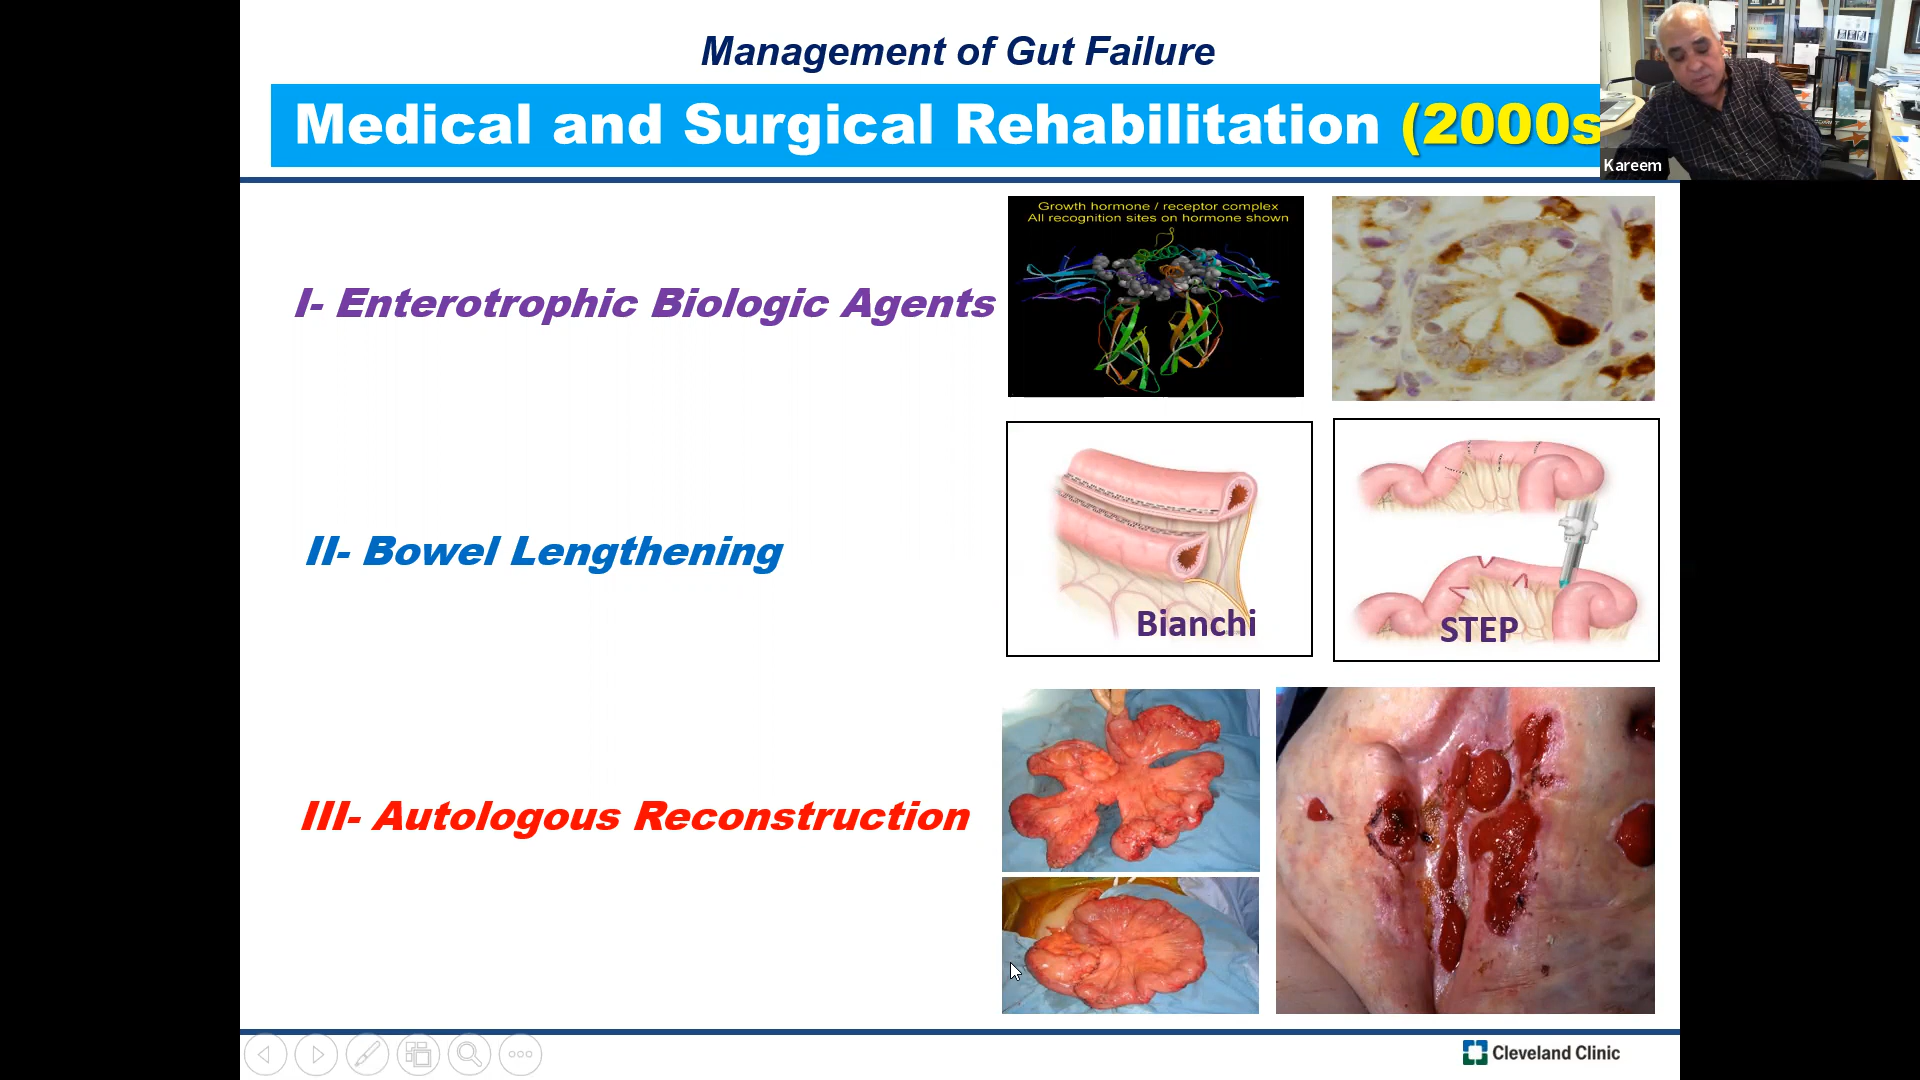 Management of Gut Failure
Medical and Surgical Rehabilitation (2000s
Kareem
Growth hormone / receptor complex
All recognition sites on hormone shown
I- Enterotrophic Biologic Agents
II- Bowel Lengthening
Bianchi
STEP
III- Autologous Reconstruction
Cleveland Clinic